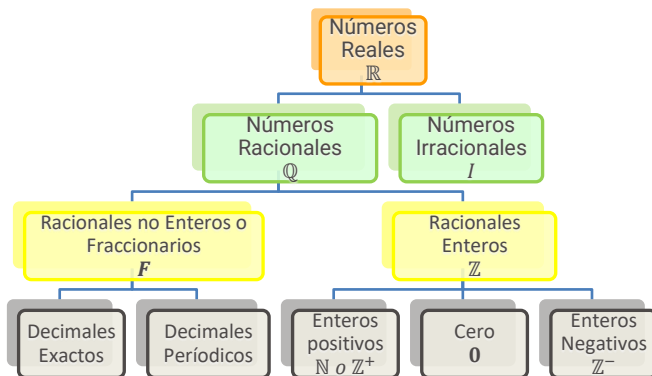 Números
Reales
ℝ
Números
Racionales
ℚ
Números
Irracionales
I
Racionales no Enteros o
Fraccionarios
F
Racionales
Enteros
ℤ
Decimales
Exactos
Decimales
Períodicos
Enteros
positivos
ℕ o ℤ⁺
Cero
0
Enteros
Negativos
ℤ⁻